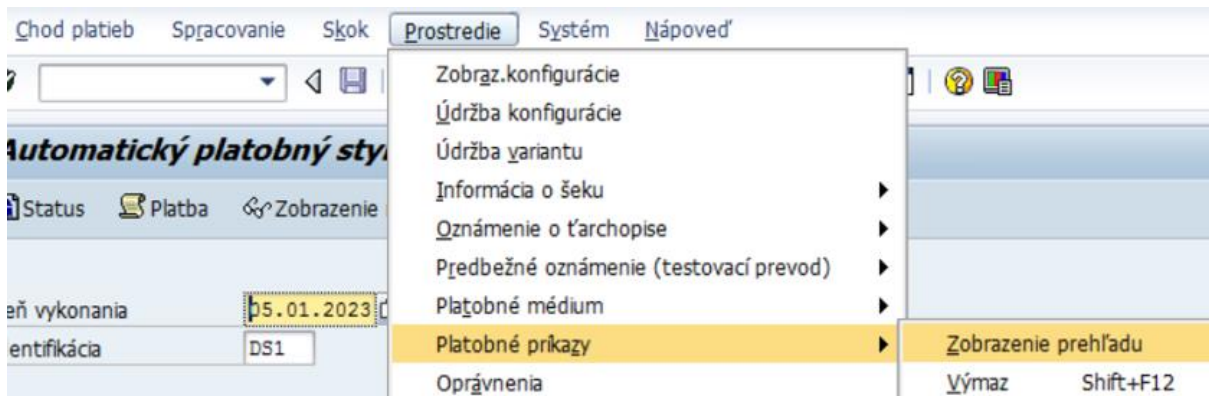 Chod platieb Spracovanie Skok Prostredie Systém Nápoveď
Zobraz.konfigurácie
Údržba konfigurácie
Automatický platobný sty
Údržba variantu
Informácia o šeku
Status Platba Zobrazenie
Oznámenie o ťarchopise
Predbežné oznámenie (testovací prevod)
eň vykonania 05.01.2023
Platobné médium
entifikácia DS1
Platobné príkazy
Zobrazenie prehľadu
Oprávnenia
Výmaz Shift+F12